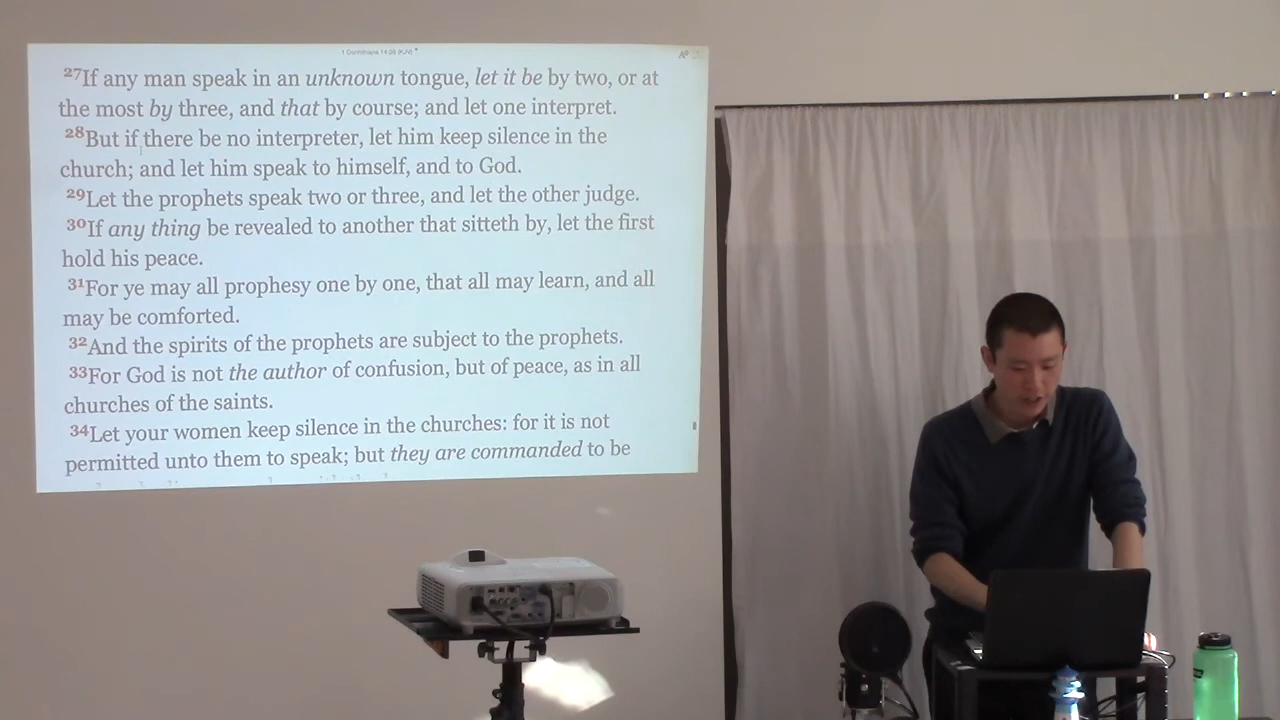 1 Corinthians 14:28 (KJV)
27If any man speak in an unknown tongue, let it be by two, or at
the most by three, and that by course; and let one interpret.
28But if there be no interpreter, let him keep silence in the
church; and let him speak to himself, and to God.
29Let the prophets speak two or three, and let the other judge.
30If any thing be revealed to another that sitteth by, let the first
hold his peace.
31For ye may all prophesy one by one, that all may learn, and all
may be comforted.
32And the spirits of the prophets are subject to the prophets.
33For God is not the author of confusion, but of peace, as in all
churches of the saints.
34Let your women keep silence in the churches: for it is not
permitted unto them to speak; but they are commanded to be